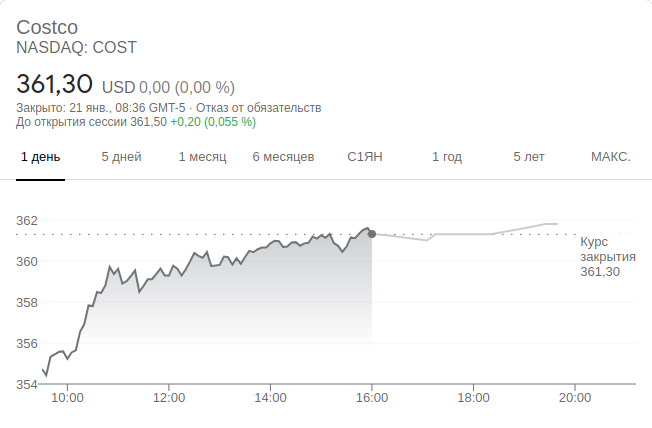 Costco
NASDAQ: COST
361,30 USD 0,00 (0,00 %)
Закрыто: 21 янв., 08:36 GMT-5 · Отказ от обязательств
До открытия сессии 361,50 +0,20 (0,055 %)
1 день 5 дней 1 месяц 6 месяцев С1ЯН 1 год 5 лет МАКС.
362
Курс
закрытия
361,30
360
358
356
354
10:00 12:00 14:00 16:00 18:00 20:00